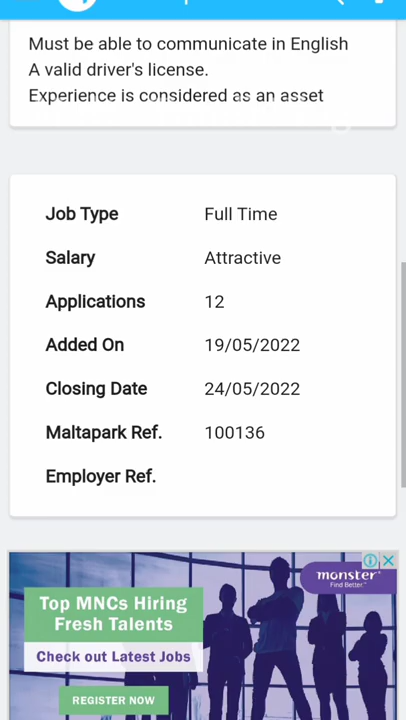 Must be able to communicate in English
A valid driver's license.
Experience is considered as an asset
Job Type Full Time
Salary Attractive
Applications 12
Added On 19/05/2022
Closing Date 24/05/2022
Maltapark Ref. 100136
Employer Ref.
monster
Find Better.
Top MNCs Hiring
Fresh Talents
Check out Latest Jobs
REGISTER NOW